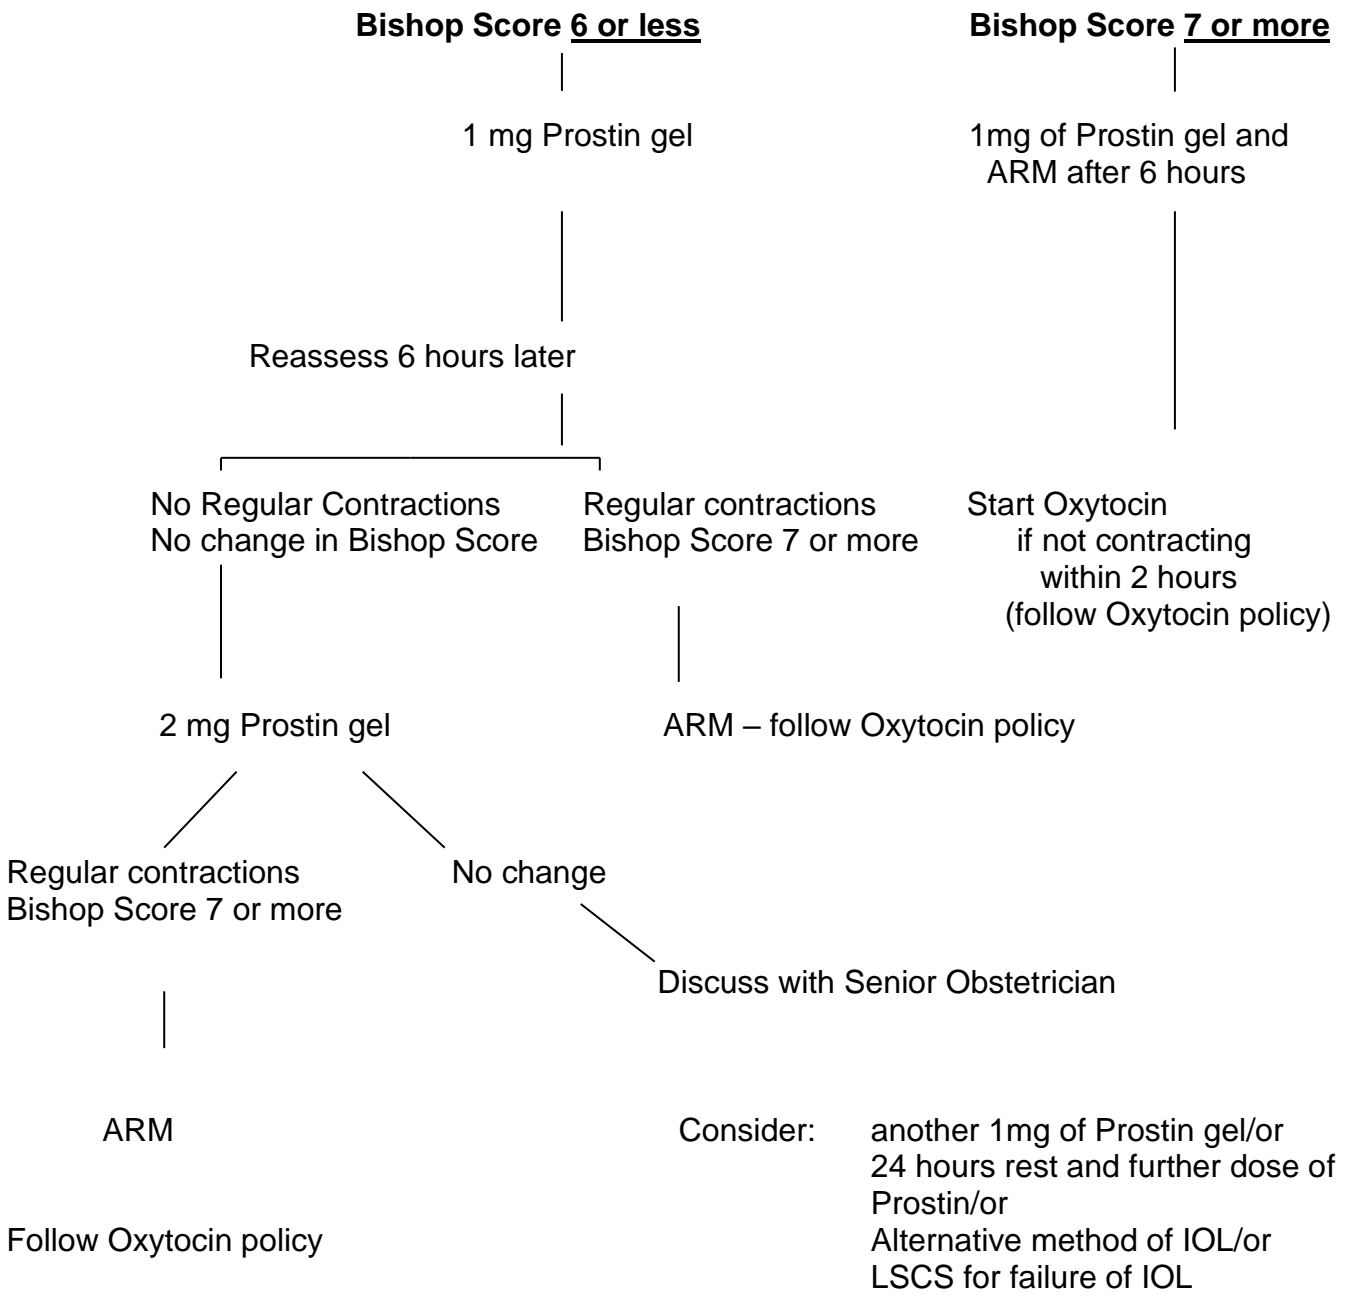 Bishop Score 6 or less
Bishop Score 7 or more
1 mg Prostin gel
1mg of Prostin gel and
ARM after 6 hours
Reassess 6 hours later
No Regular Contractions
No change in Bishop Score
Regular contractions
Bishop Score 7 or more
Start Oxytocin
if not contracting
within 2 hours
(follow Oxytocin policy)
2 mg Prostin gel
ARM – follow Oxytocin policy
Regular contractions
Bishop Score 7 or more
No change
Discuss with Senior Obstetrician
ARM
Follow Oxytocin policy
Consider: another 1mg of Prostin gel/or
24 hours rest and further dose of
Prostin/or
Alternative method of IOL/or
LSCS for failure of IOL